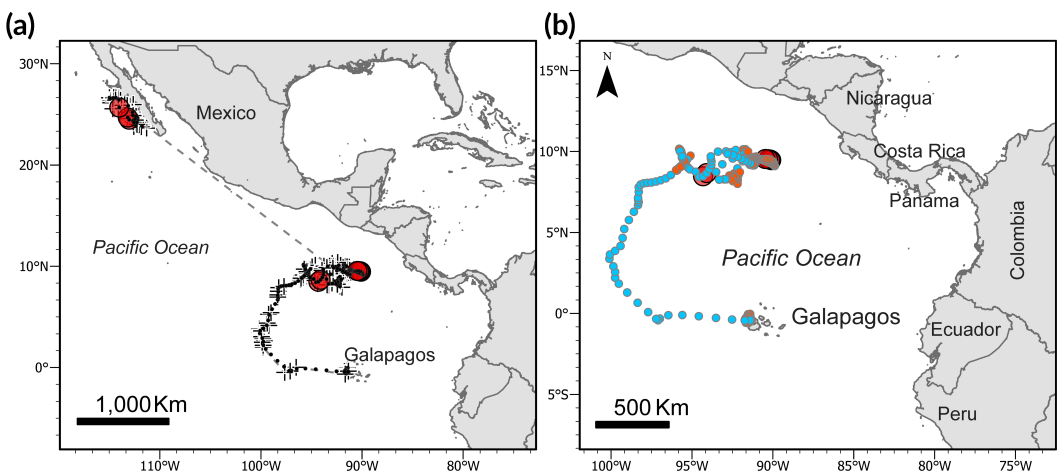 (a)
30°N
20°N
10°N
0°
Mexico
Pacific Ocean
Galapagos
1,000 Km
110°W
100°W
90°W
80°W
(b)
N
15°N
10°N
5°N
0°
5°S
Nicaragua
Costa Rica
Panama
Colombia
Pacific Ocean
Galapagos
Ecuador
Peru
500 Km
100°W
95°W
90°W
85°W
80°W
75°W